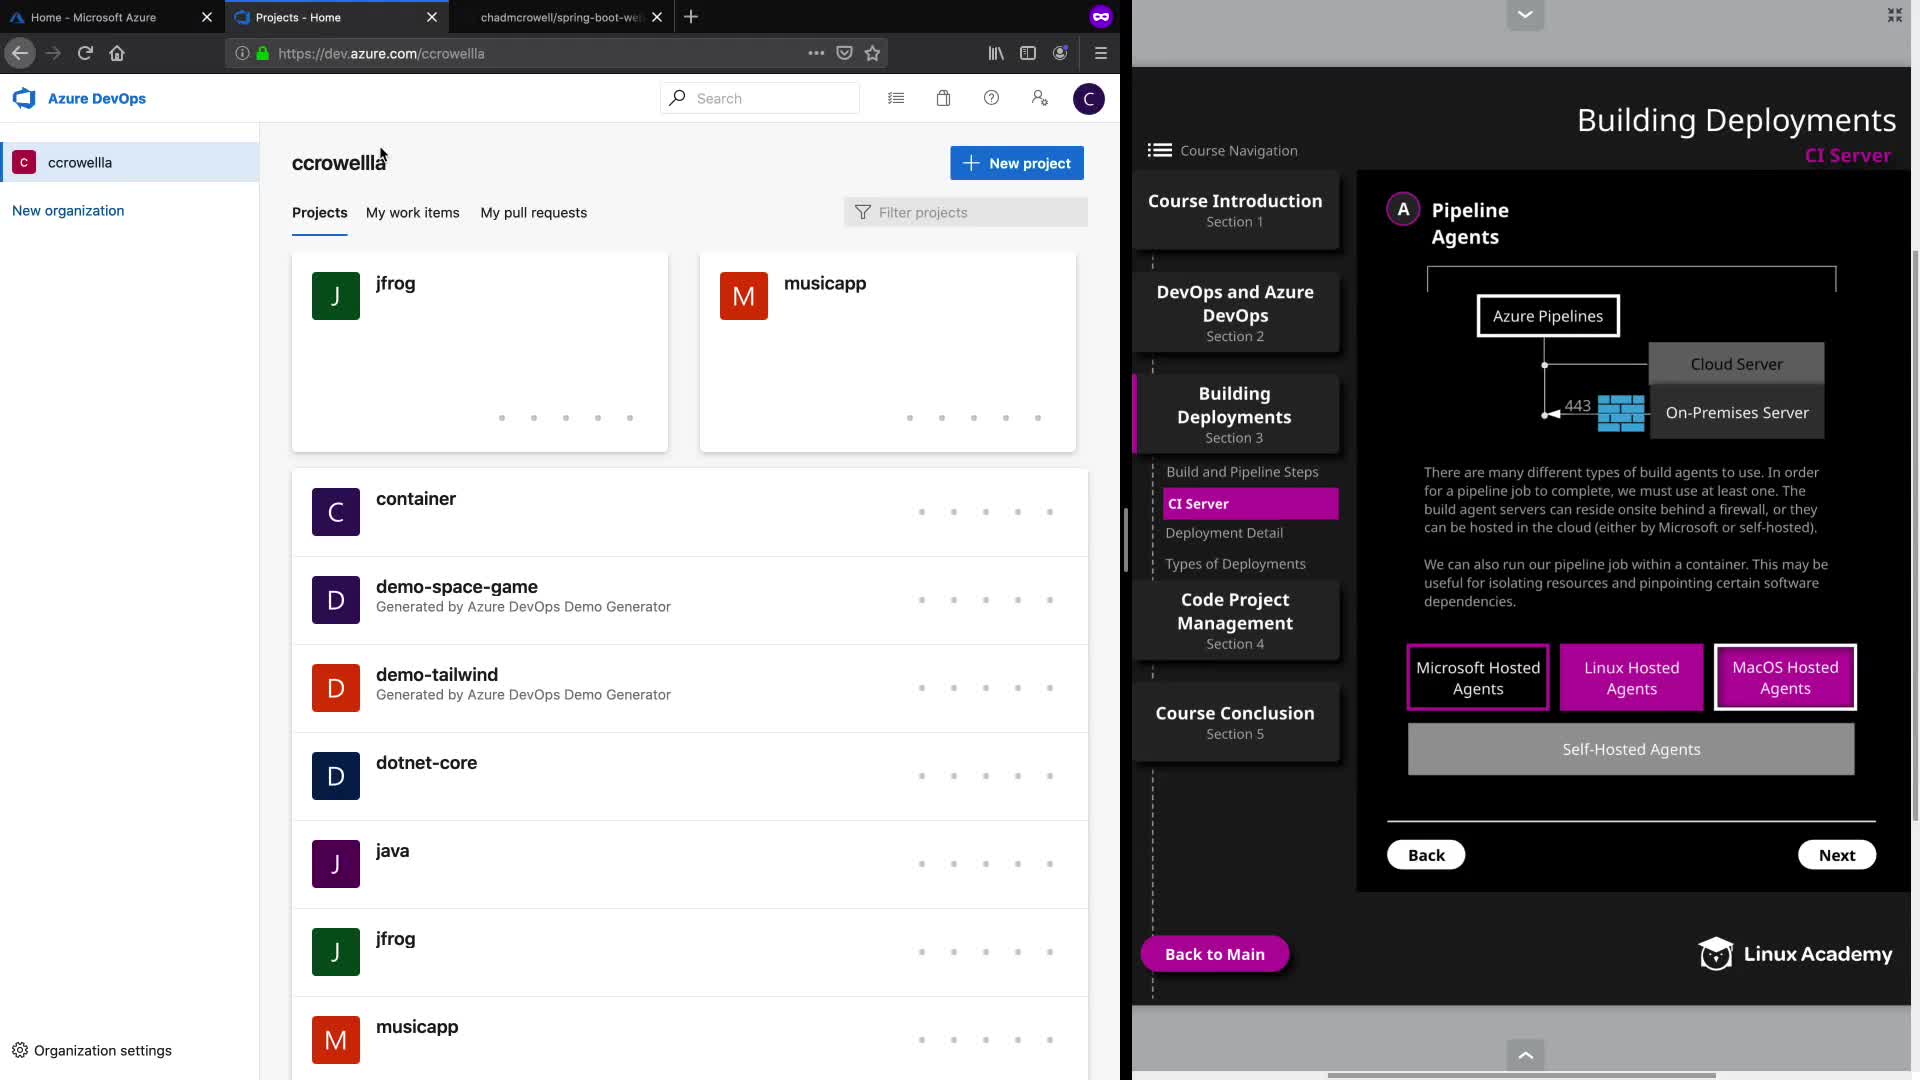 Home - Microsoft Azure
Projects - Home
chadmcrowell/spring-boot-we
https://dev.azure.com/ccrowellla
Azure DevOps
Search
C
C
ccrowellla
New organization
ccrowellla
New project
Projects
My work items
My pull requests
Filter projects
J
jfrog
M
musicapp
C
container
D
demo-space-game
Generated by Azure DevOps Demo Generator
D
demo-tailwind
Generated by Azure DevOps Demo Generator
D
dotnet-core
J
java
J
jfrog
M
musicapp
Organization settings
Building Deployments
CI Server
Course Navigation
Course Introduction
Section 1
DevOps and Azure
DevOps
Section 2
Building
Deployments
Section 3
Build and Pipeline Steps
CI Server
Deployment Detail
Types of Deployments
Code Project
Management
Section 4
Course Conclusion
Section 5
Back to Main
A
Pipeline
Agents
Azure Pipelines
Cloud Server
443
On-Premises Server
There are many different types of build agents to use. In order
for a pipeline job to complete, we must use at least one. The
build agent servers can reside onsite behind a firewall, or they
can be hosted in the cloud (either by Microsoft or self-hosted).
We can also run our pipeline job within a container. This may be
useful for isolating resources and pinpointing certain software
dependencies.
Microsoft Hosted
Agents
Linux Hosted
Agents
MacOS Hosted
Agents
Self-Hosted Agents
Back
Next
Linux Academy